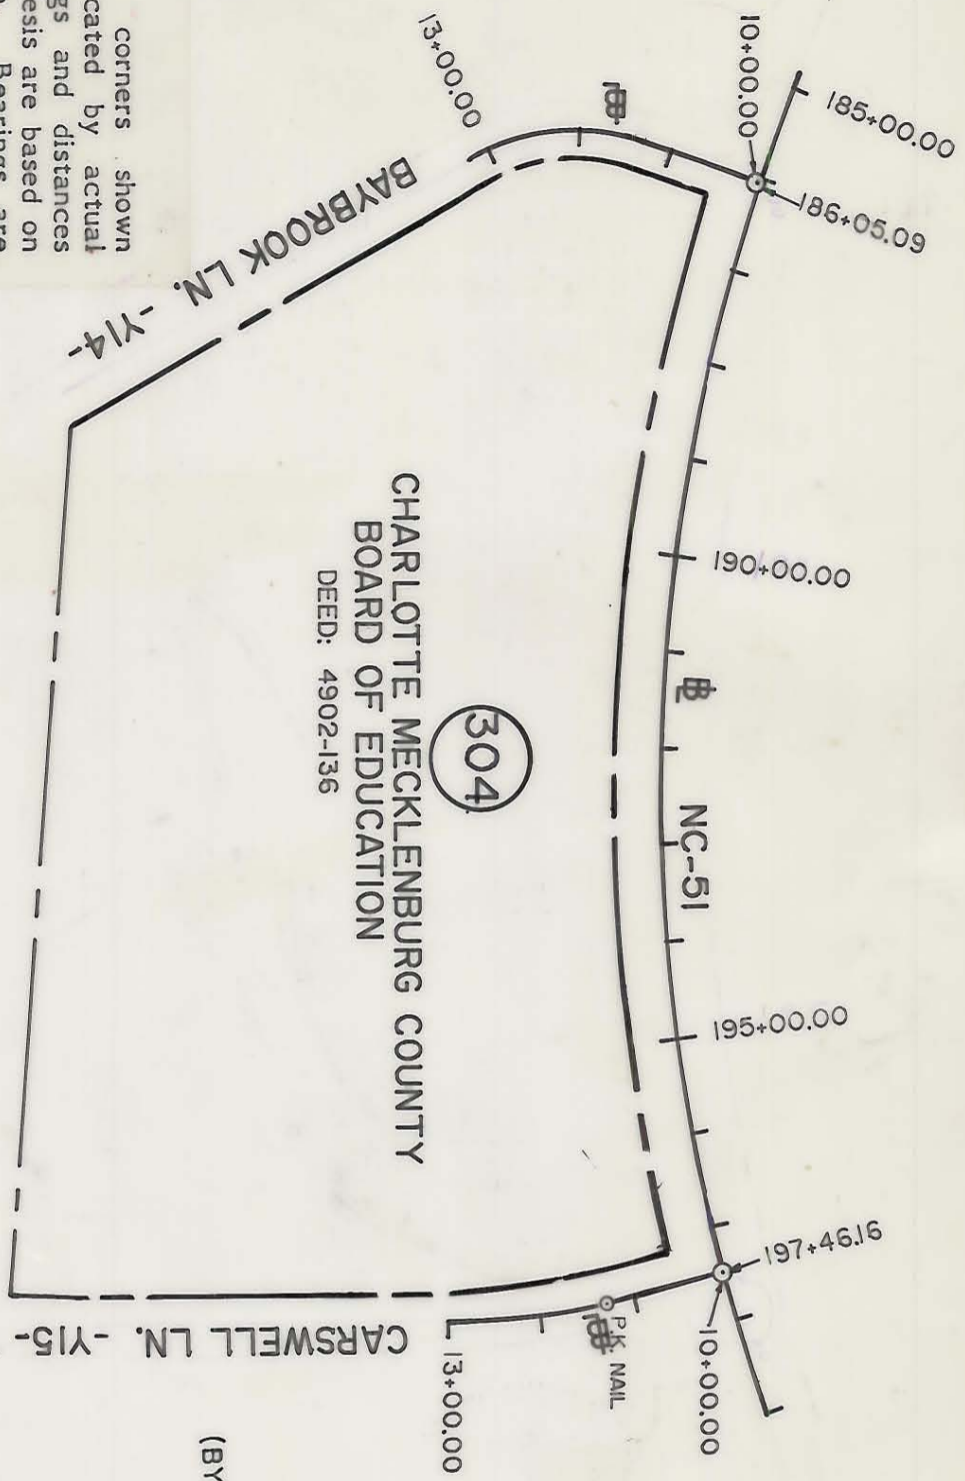 185+00.00
10+00.00
186+05.09
13+00.00
BAYBROOK LN. -Y14-
190+00.00
NC-51
195+00.00
304
CHARLOTTE MECKLENBURG COUNTY
BOARD OF EDUCATION
DEED: 4902-136
197+46.16
10+00.00
P.K. NAIL
13+00.00
CARSWELL LN. -Y15-
(BY
corners shown
cated by actual
gs and distances
esis are based on
Bearings are